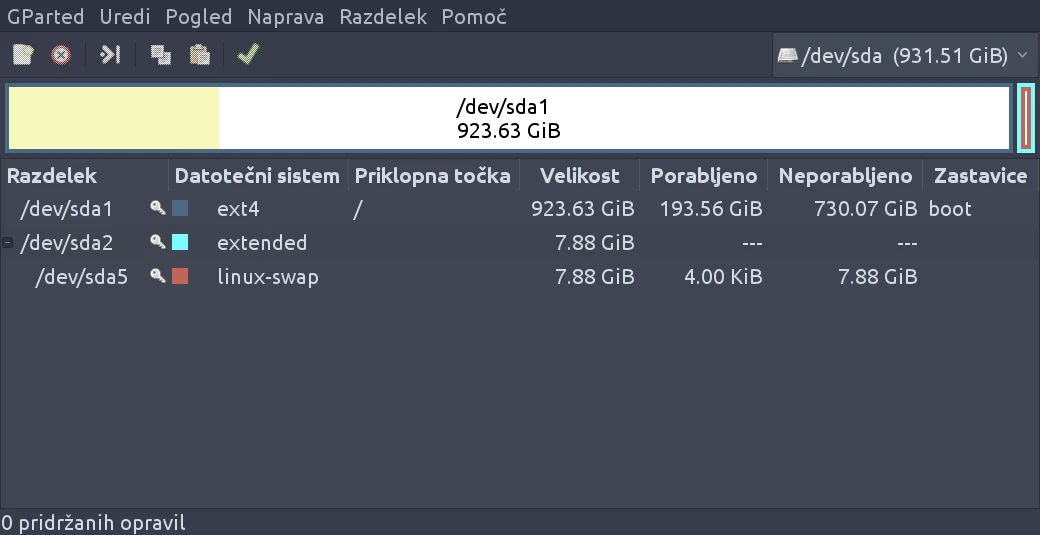 GParted Uredi Pogled Naprava Razdelek Pomoč
/dev/sda (931.51 GiB)
/dev/sda1
923.63 GiB
Razdelek Datotečni sistem Priklopna točka Velikost Porabljeno Neporabljeno Zastavice
/dev/sda1 ext4 / 923.63 GiB 193.56 GiB 730.07 GiB boot
/dev/sda2 extended 7.88 GiB --- ---
/dev/sda5 linux-swap 7.88 GiB 4.00 KiB 7.88 GiB
0 pridržanih opravil